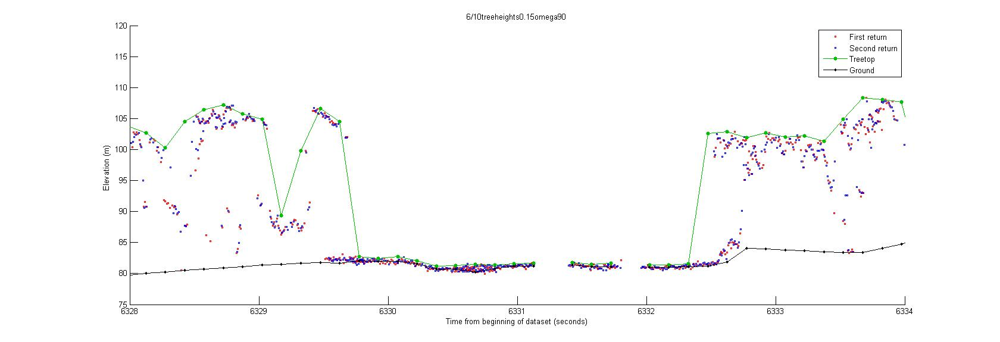 6/10treeheights0.15omega90
First return
Second return
Treetop
Ground
Elevation (m)
120
115
110
105
100
95
90
85
80
75
6328 6329 6330 6331 6332 6333 6334
Time from beginning of dataset (seconds)